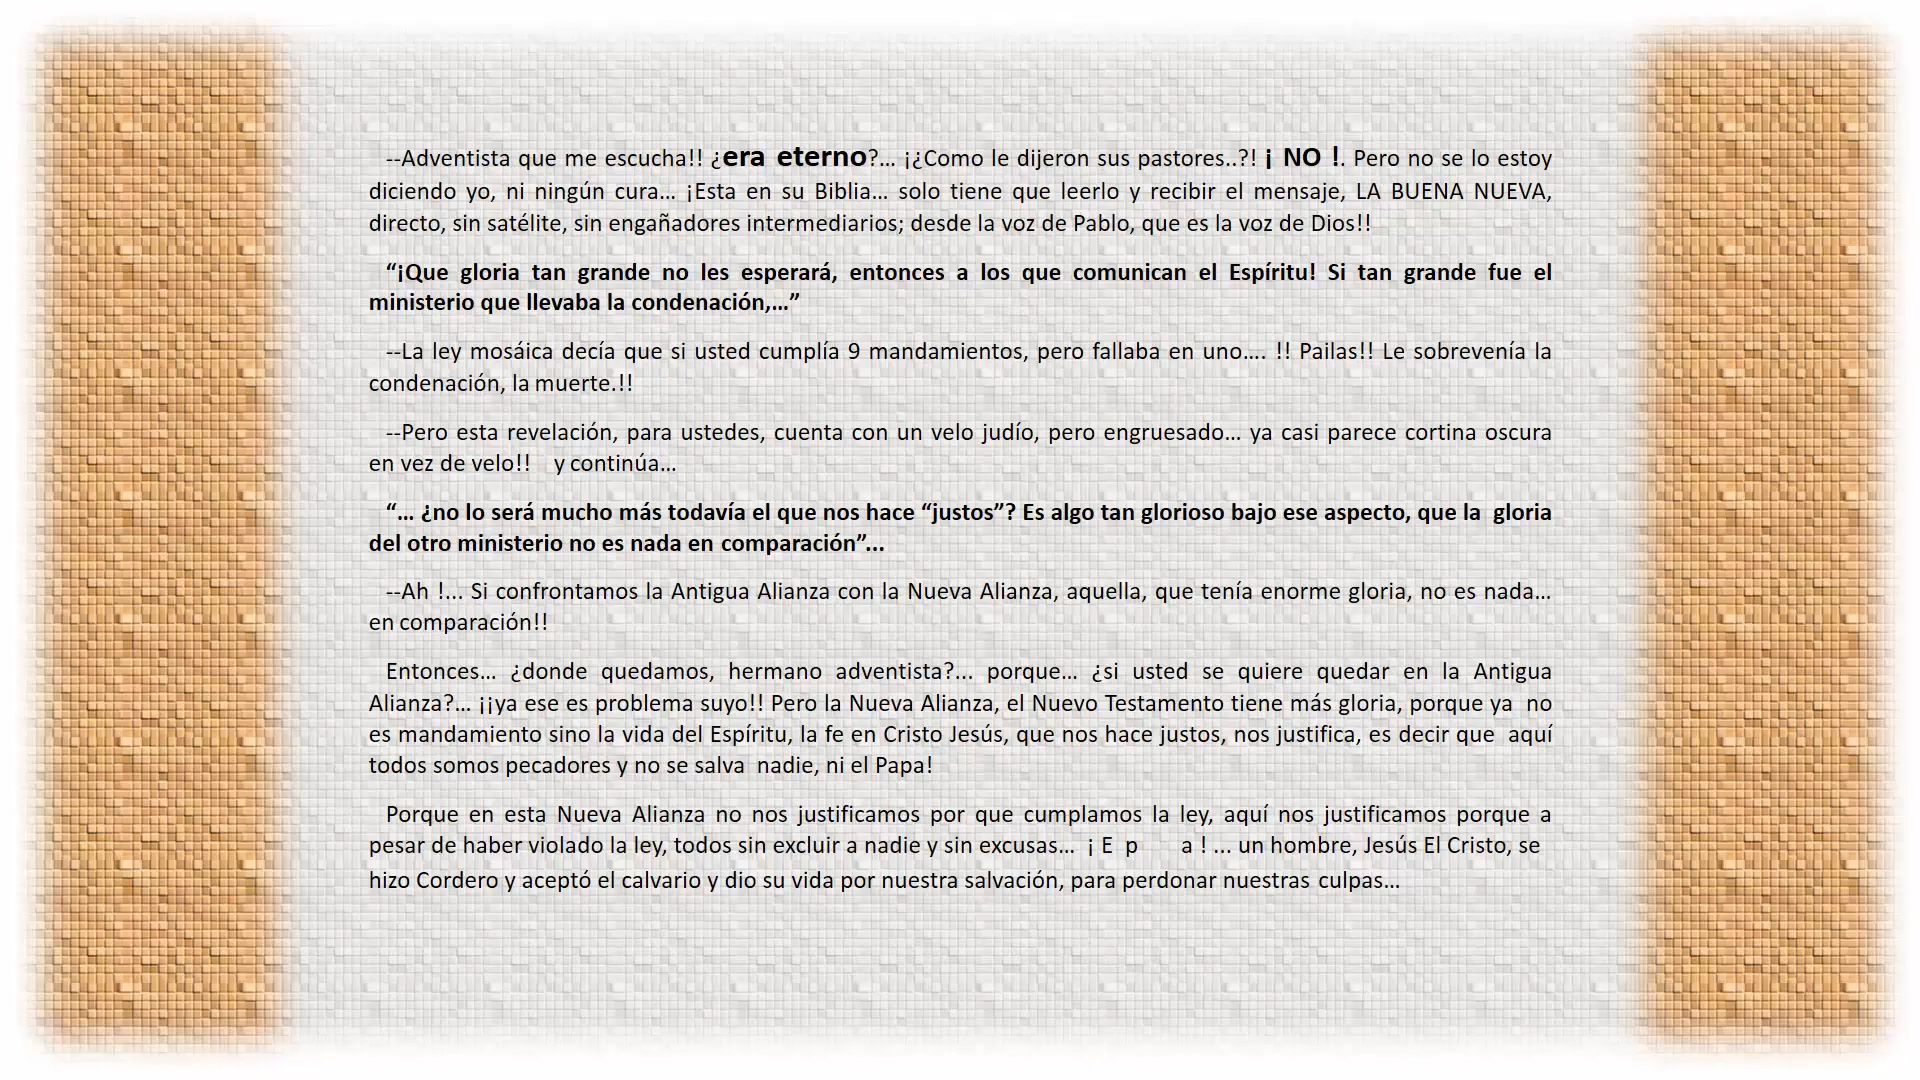 --Adventista que me escucha!! ¿era eterno?... ¡¿Como le dijeron sus pastores..?! ¡ NO !. Pero no se lo estoy
diciendo yo, ni ningún cura... ¡Esta en su Biblia... solo tiene que leerlo y recibir el mensaje, LA BUENA NUEVA,
directo, sin satélite, sin engañadores intermediarios; desde la voz de Pablo, que es la voz de Dios!!
“¡Que gloria tan grande no les esperará, entonces a los que comunican el Espíritu! Si tan grande fue el
ministerio que llevaba la condenación,...”
--La ley mosáica decía que si usted cumplía 9 mandamientos, pero fallaba en uno.... !! Pailas!! Le sobrevenía la
condenación, la muerte.!!
--Pero esta revelación, para ustedes, cuenta con un velo judío, pero engruesado... ya casi parece cortina oscura
en vez de velo!! y continúa...
“... ¿no lo será mucho más todavía el que nos hace “justos”? Es algo tan glorioso bajo ese aspecto, que la gloria
del otro ministerio no es nada en comparación”...
--Ah !... Si confrontamos la Antigua Alianza con la Nueva Alianza, aquella, que tenía enorme gloria, no es nada...
en comparación!!
Entonces... ¿donde quedamos, hermano adventista?... porque... ¿si usted se quiere quedar en la Antigua
Alianza?... ¡¡ya ese es problema suyo!! Pero la Nueva Alianza, el Nuevo Testamento tiene más gloria, porque ya no
es mandamiento sino la vida del Espíritu, la fe en Cristo Jesús, que nos hace justos, nos justifica, es decir que aquí
todos somos pecadores y no se salva nadie, ni el Papa!
Porque en esta Nueva Alianza no nos justificamos por que cumplamos la ley, aquí nos justificamos porque a
pesar de haber violado la ley, todos sin excluir a nadie y sin excusas... ¡ E p a ! ... un hombre, Jesús El Cristo, se
hizo Cordero y aceptó el calvario y dio su vida por nuestra salvación, para perdonar nuestras culpas...